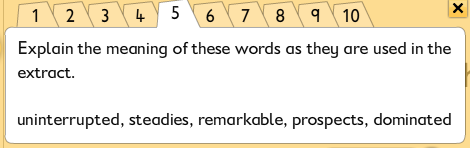 1 2 3 4 5 6 7 8 9 10
Explain the meaning of these words as they are used in the
extract.
uninterrupted, steadies, remarkable, prospects, dominated